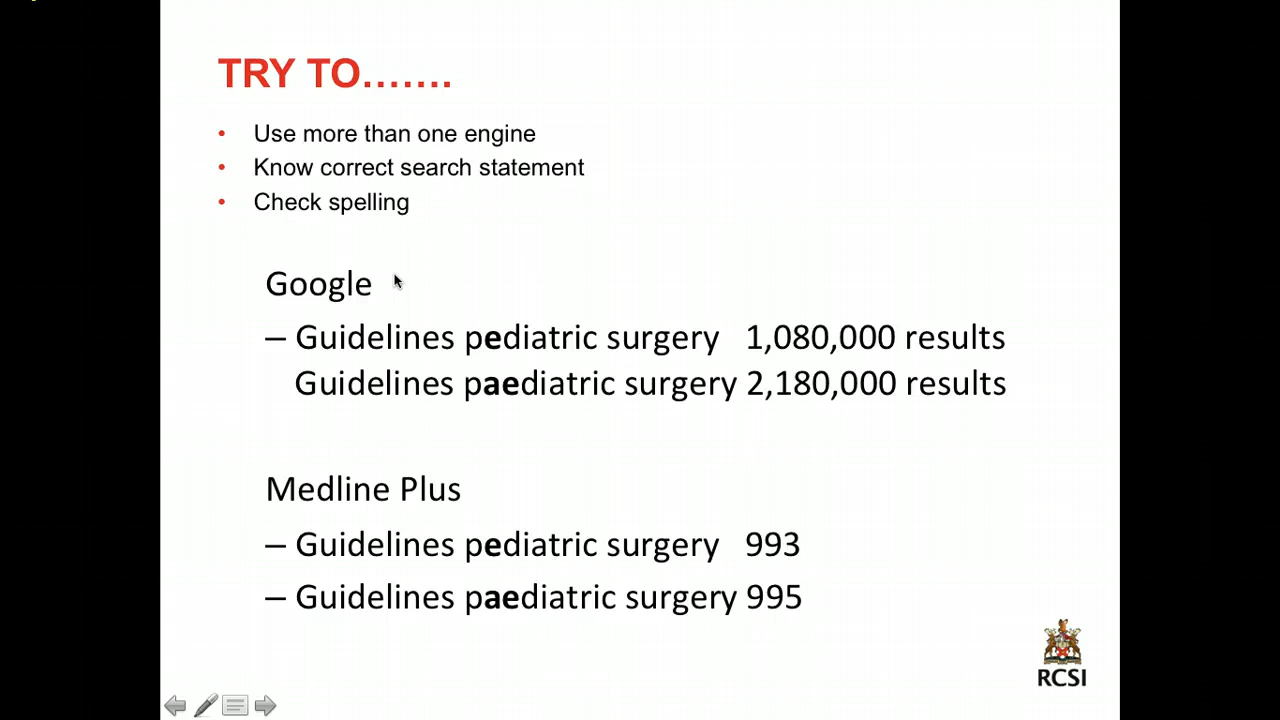 TRY TO.......
• Use more than one engine
• Know correct search statement
• Check spelling
Google
– Guidelines pediatric surgery 1,080,000 results
Guidelines paediatric surgery 2,180,000 results
Medline Plus
– Guidelines pediatric surgery 993
– Guidelines paediatric surgery 995
RCSI